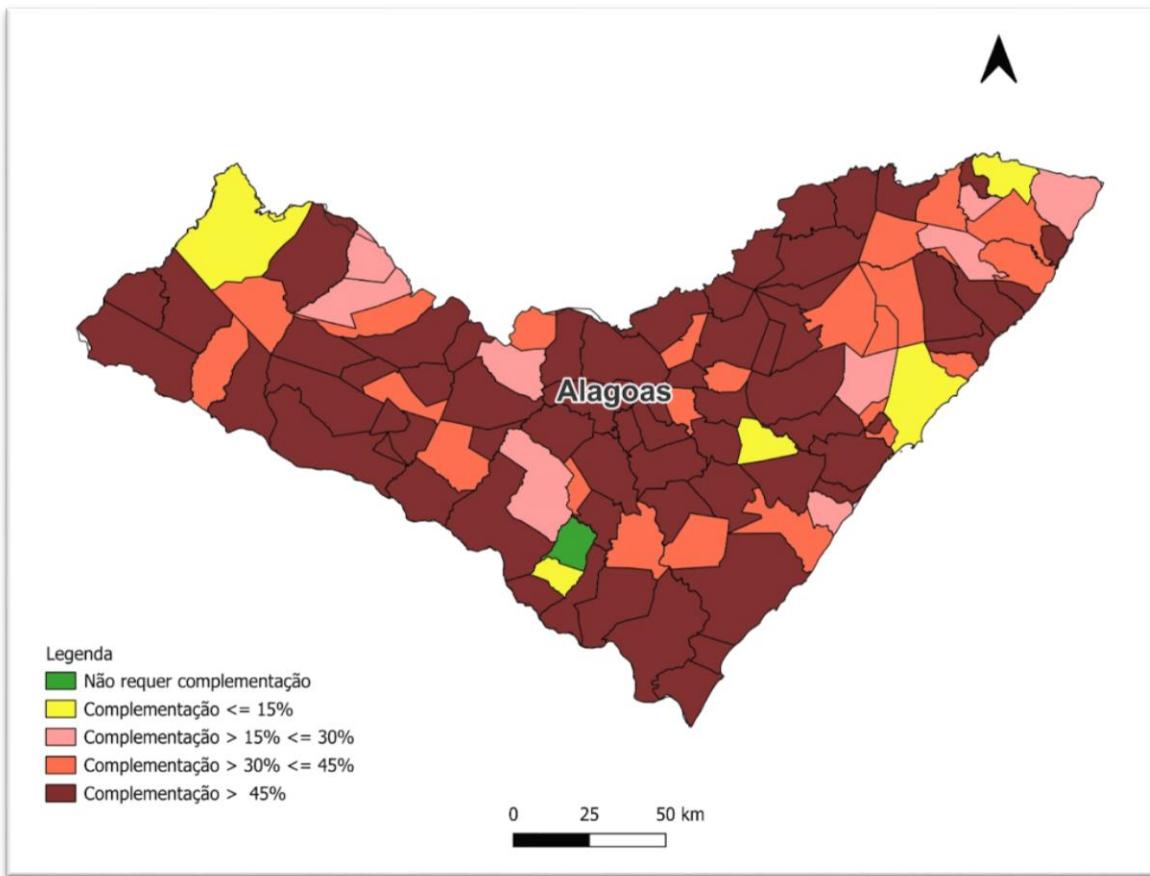 Alagoas
Legenda
Não requer complementação
Complementação <= 15%
Complementação > 15% <= 30%
Complementação > 30% <= 45%
Complementação > 45%
0 25 50 km